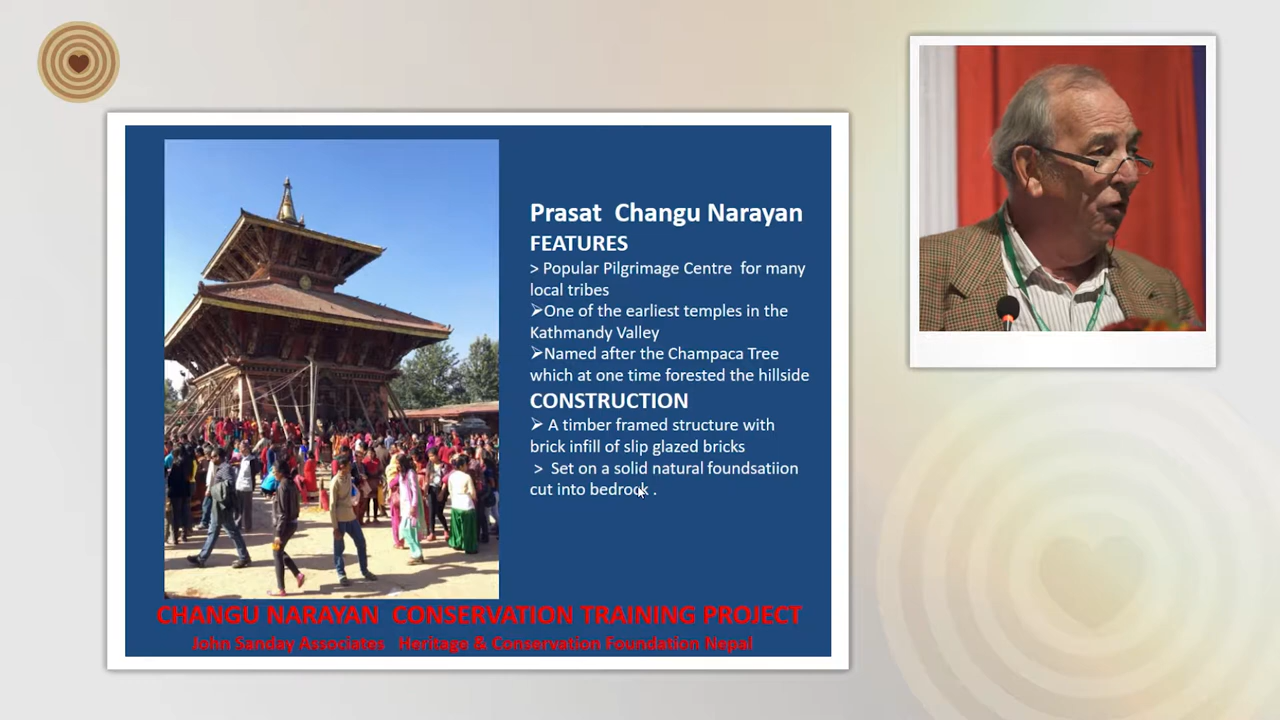 Prasat Changu Narayan
FEATURES
> Popular Pilgrimage Centre for many
local tribes
➢One of the earliest temples in the
Kathmandy Valley
➢Named after the Champaca Tree
which at one time forested the hillside
CONSTRUCTION
➢ A timber framed structure with
brick infill of slip glazed bricks
> Set on a solid natural foundsatiion
cut into bedrock .
CHANGU NARAYAN CONSERVATION TRAINING PROJECT
John Sanday Associates Heritage & Conservation Foundation Nepal